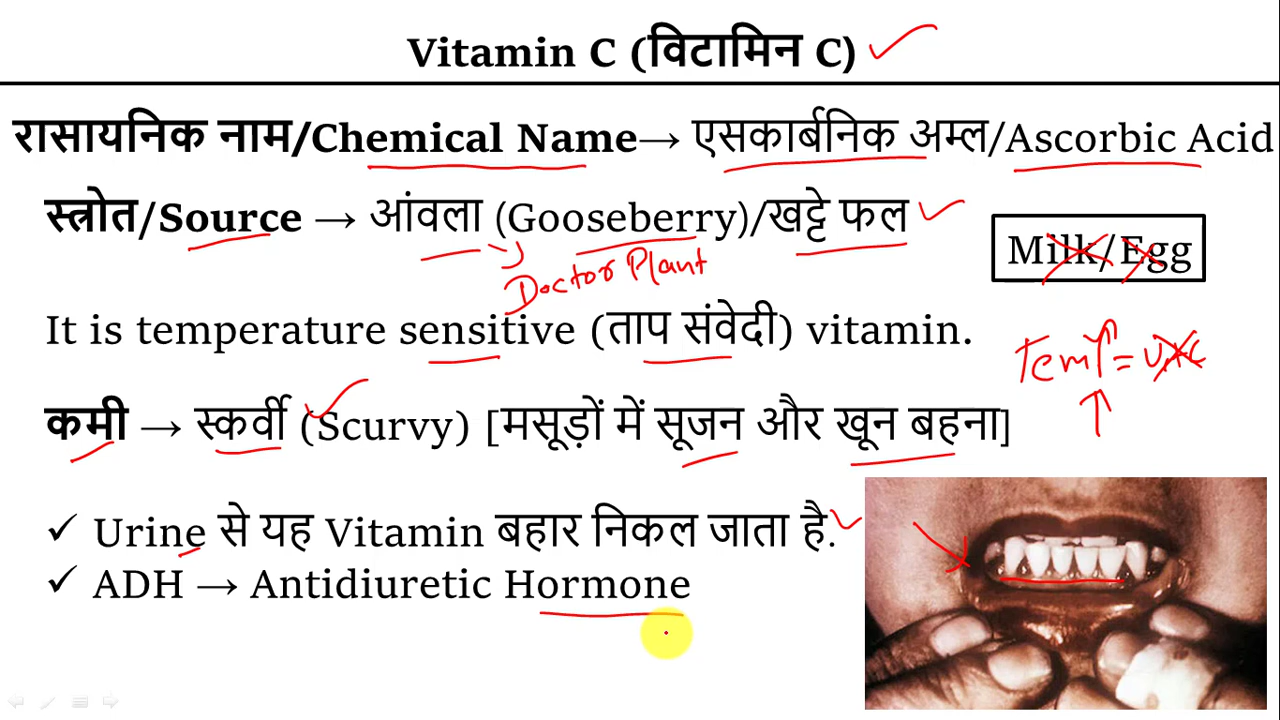 Vitamin C (विटामिन C)
रासायनिक नाम/Chemical Name→ एसकार्बनिक अम्ल/Ascorbic Acid
स्त्रोत/Source → आंवला (Gooseberry)/खट्टे फल
Milk/Egg
Doctor Plant
It is temperature sensitive (ताप संवेदी) vitamin.
Temp↑ = vitc
कमी → स्कर्वी (Scurvy) [मसूड़ों में सूजन और खून बहना]
✓ Urine से यह Vitamin बहार निकल जाता है.
✓ ADH → Antidiuretic Hormone